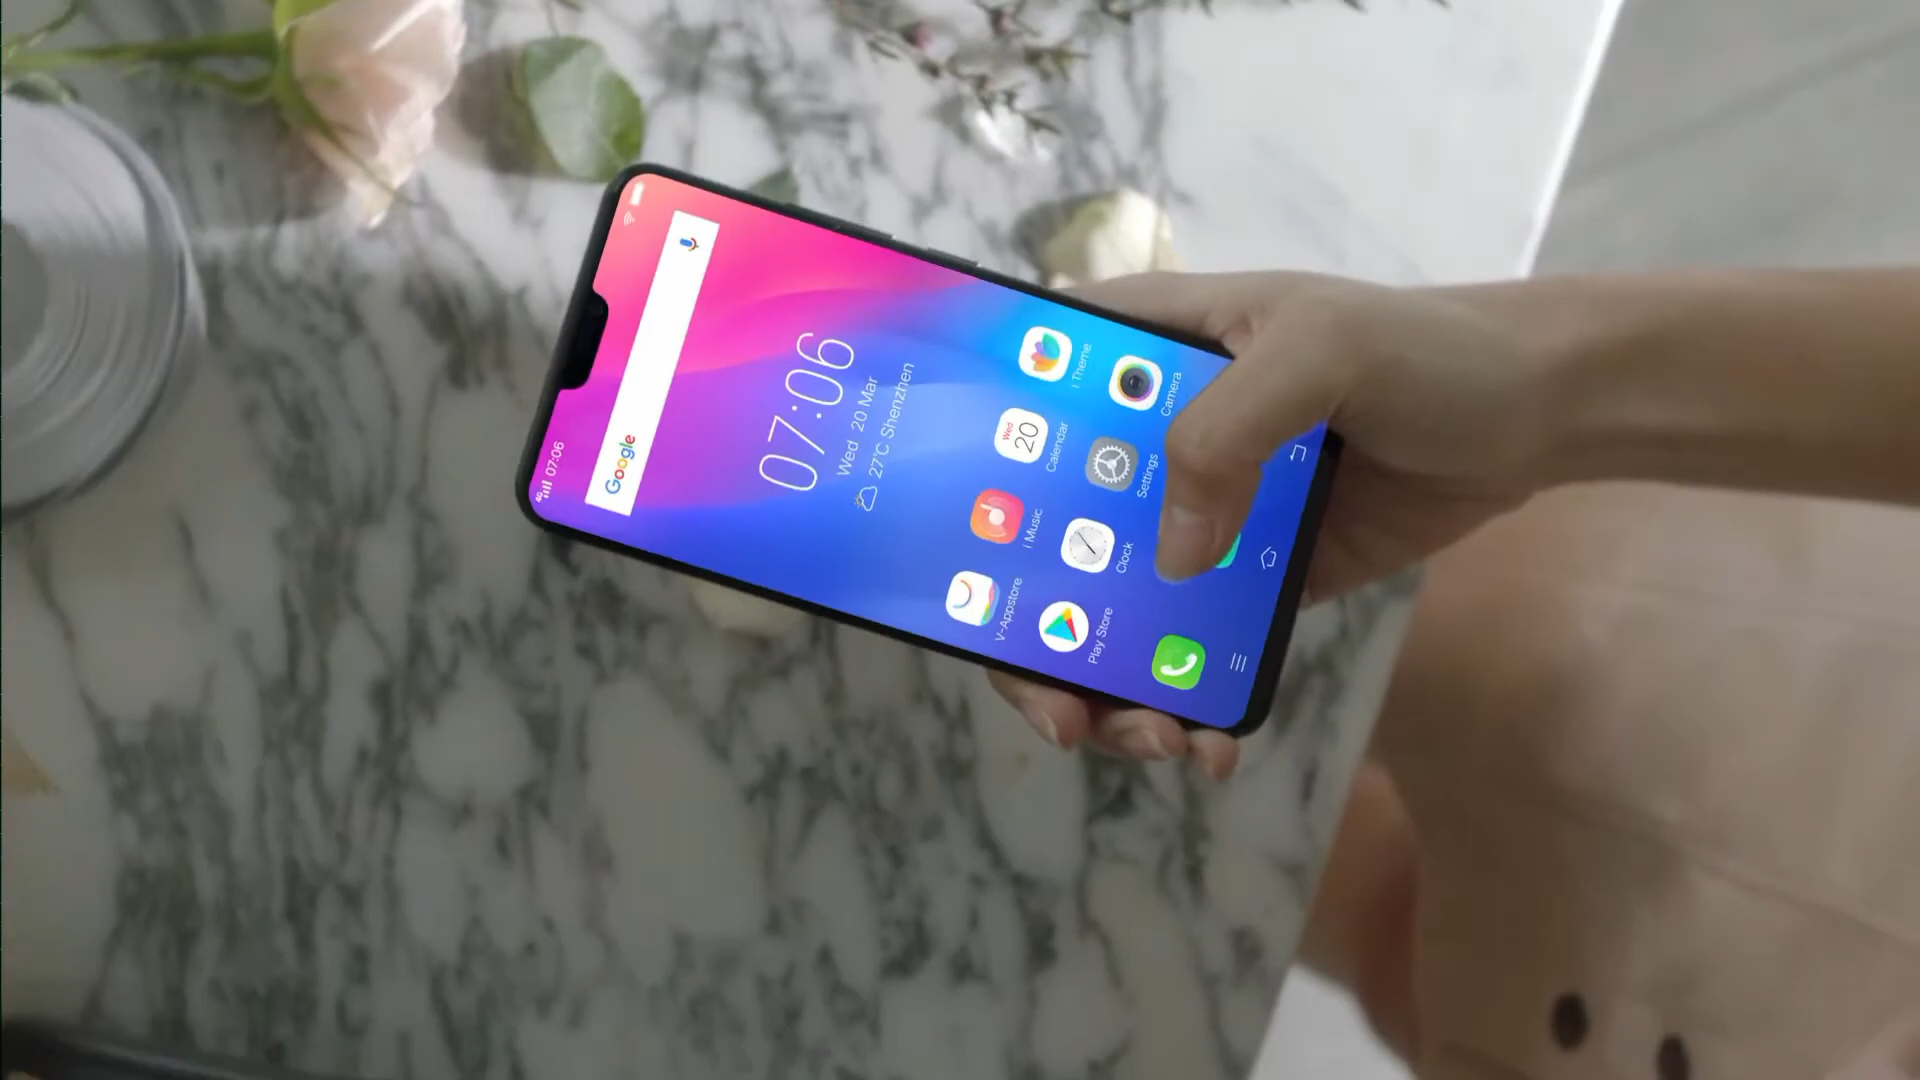 4G 07:06
Google
07:06
Wed 20 Mar
27°C Shenzhen
V-Appstore
i Music
Wed
20
Calendar
i Theme
Play Store
Clock
Settings
Camera